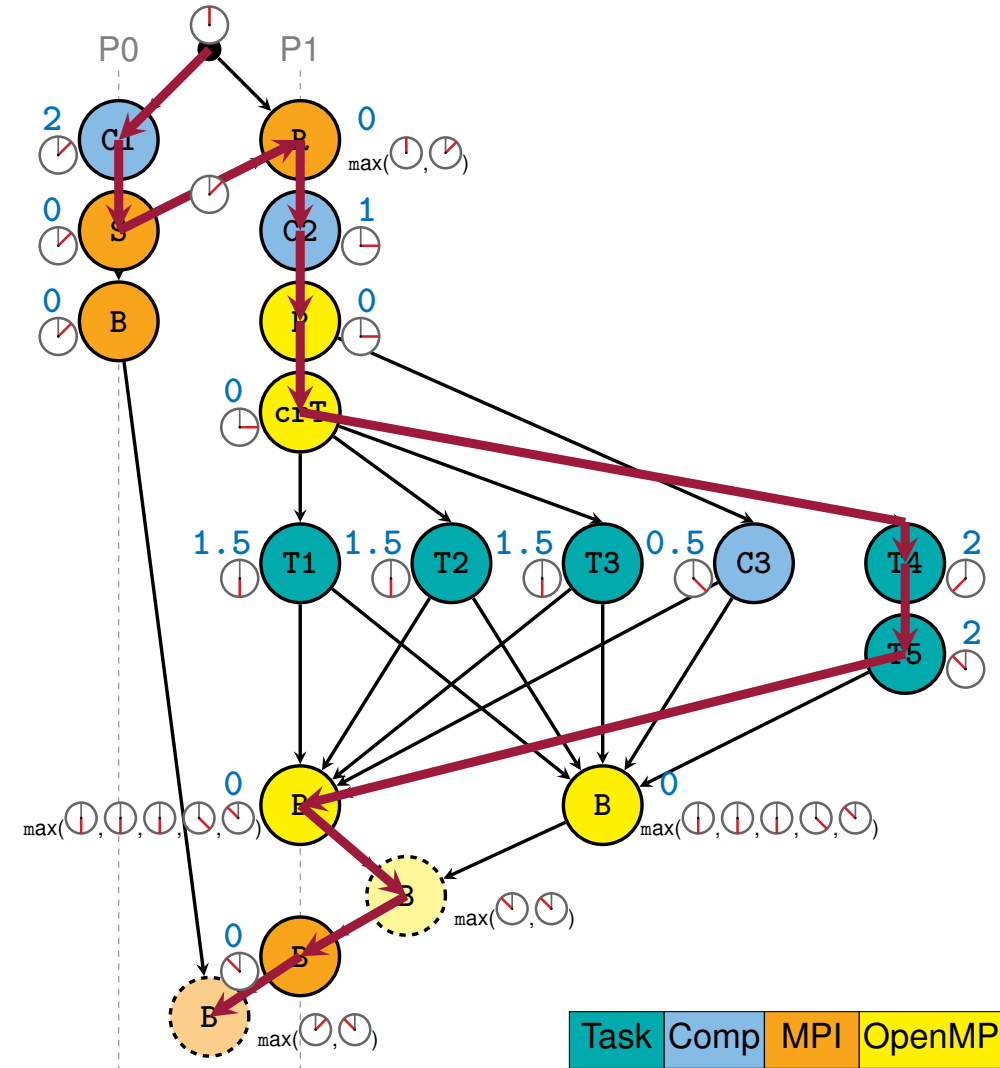 P0 P1
2 C1 R 0
max( , )
0 S C2 1
0 B P 0
0 crT
1.5 T1 1.5 T2 1.5 T3 0.5 C3 T4 2
T5 2
0 B B 0
max( , , , , ) max( , , , , )
B max( , )
0 B
B max( , )
Task Comp MPI OpenMP